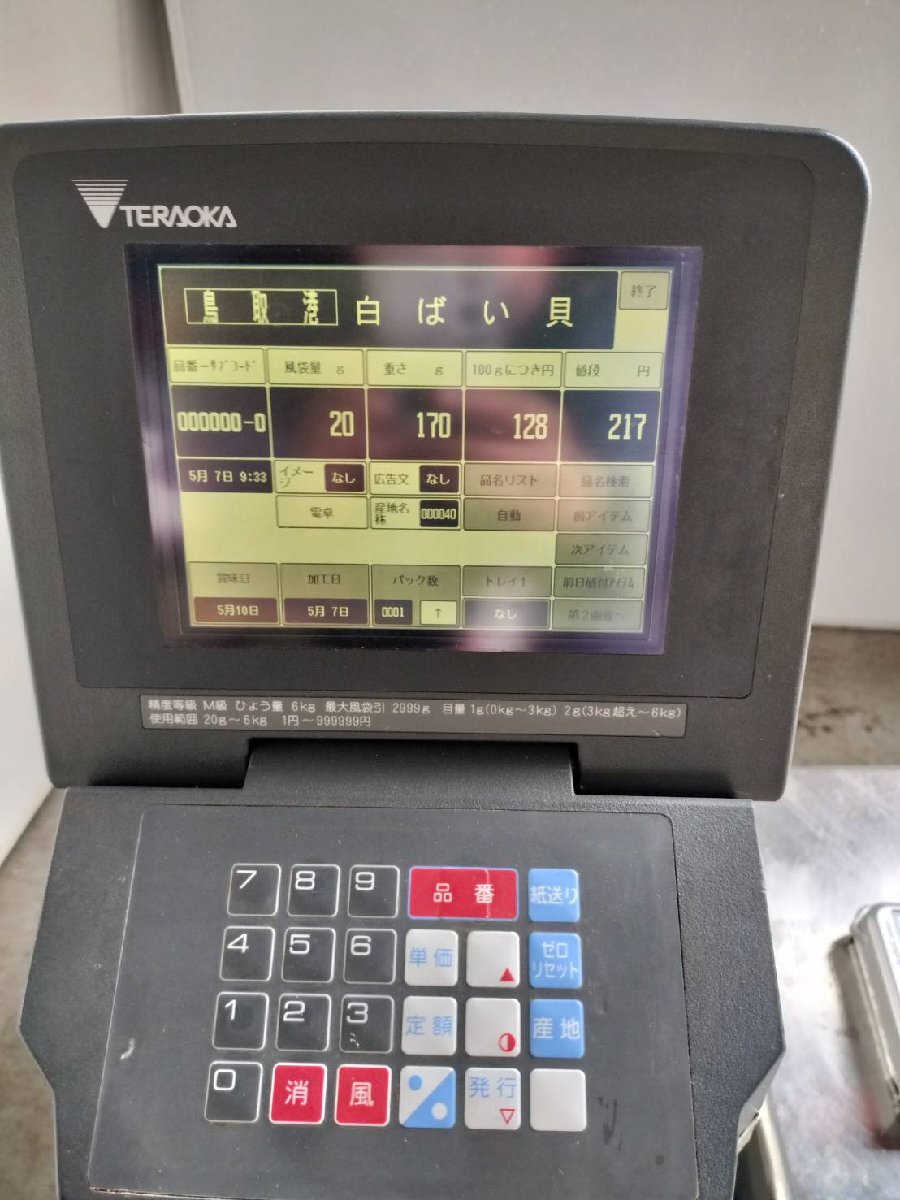 TERAOKA
鳥取港 白ばい貝 終了
品番-ｻﾌﾞｺｰﾄﾞ 風袋量 g 重さ g 100gにつき円 値段 円
000000-0 20 170 128 217
5月 7日 9:33 イメージ なし 広告文 なし 品名リスト 品名検索
電卓 産地名 株 000040 自動 前アイテム
次アイテム
賞味日 加工日 パック数 トレイ1 前日値付ｱｲﾃﾑ
5月10日 5月 7日 0001 ↑ なし 第2画面へ
精度等級 M級 ひょう量 6kg 最大風袋引 2999g 目量 1g(0kg～3kg) 2g(3kg超え～6kg)
使用範囲 20g～6kg 1円～999999円
7 8 9 品番 紙送り
4 5 6 単価 ▲ ゼロリセット
1 2 3 定額 産地
0 消 風 発行 ▽